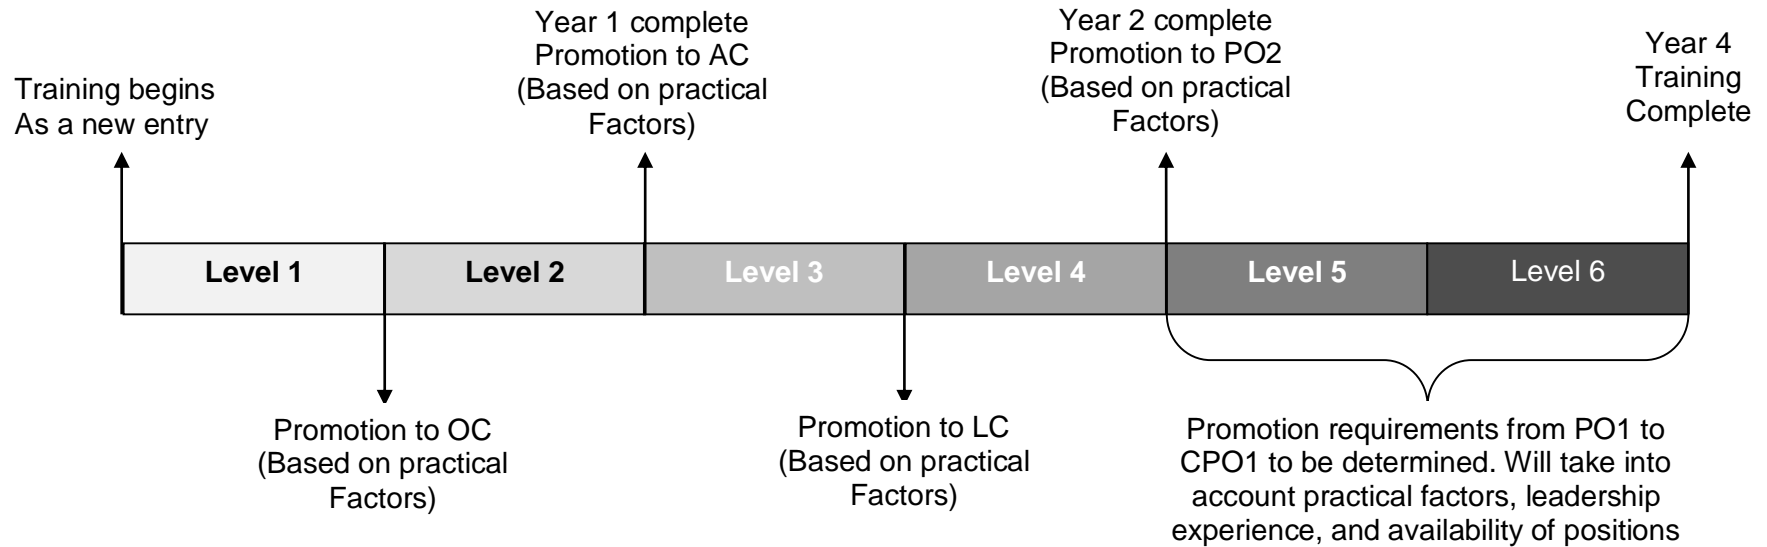 Training begins
As a new entry
Year 1 complete
Promotion to AC
(Based on practical
Factors)
Year 2 complete
Promotion to PO2
(Based on practical
Factors)
Year 4
Training
Complete
Level 1
Level 2
Level 3
Level 4
Level 5
Level 6
Promotion to OC
(Based on practical
Factors)
Promotion to LC
(Based on practical
Factors)
Promotion requirements from PO1 to
CPO1 to be determined. Will take into
account practical factors, leadership
experience, and availability of positions